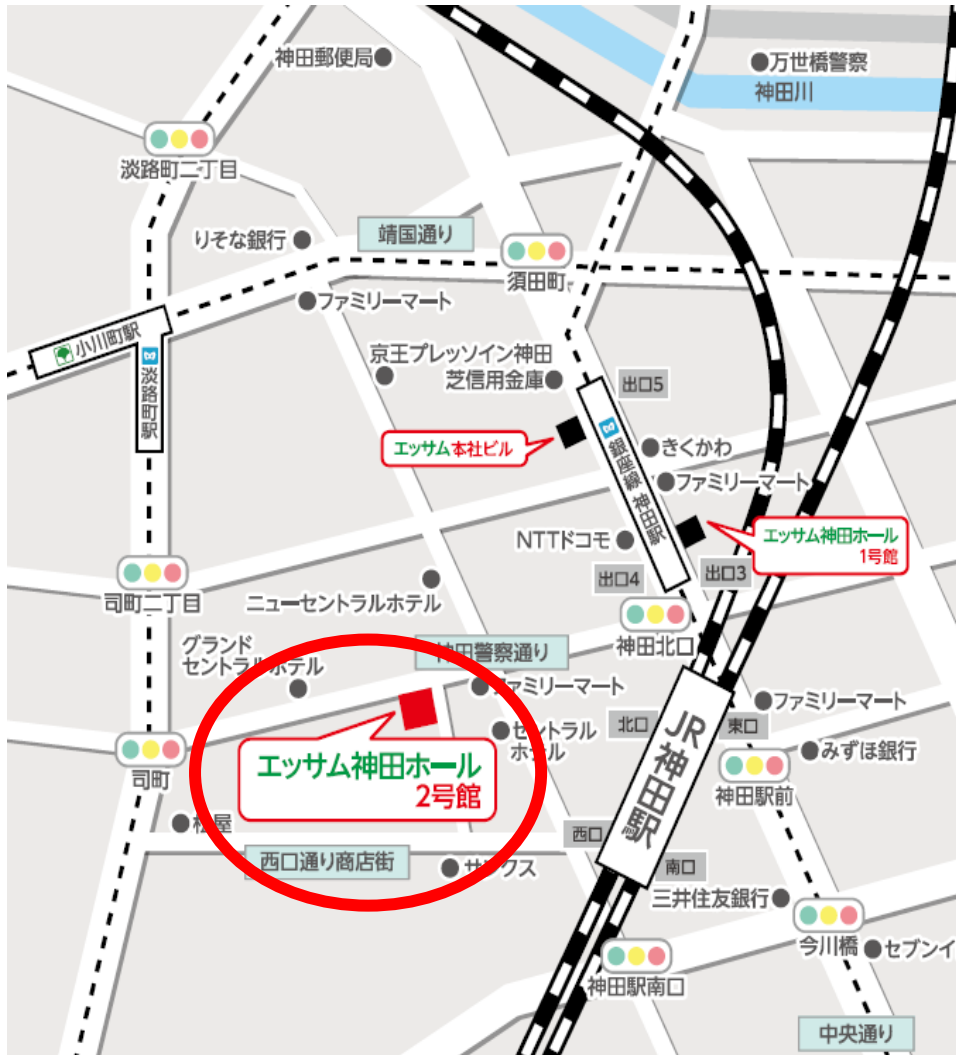 神田郵便局
万世橋警察
神田川
淡路町二丁目
りそな銀行
靖国通り
須田町
ファミリーマート
小川町駅
淡路町駅
京王プレッソイン神田
芝信用金庫
出口5
エッサム本社ビル
銀座線 神田駅
きくかわ
ファミリーマート
NTTドコモ
エッサム神田ホール
1号館
出口4
出口3
司町二丁目
ニューセントラルホテル
神田北口
グランド
セントラルホテル
神田警察通り
ファミリーマート
セントラル
ホテル
北口
JR神田駅
東口
ファミリーマート
みずほ銀行
司町
エッサム神田ホール
2号館
神田駅前
松屋
西口
西口通り商店街
南口
三井住友銀行
今川橋
セブンイ
神田駅南口
中央通り